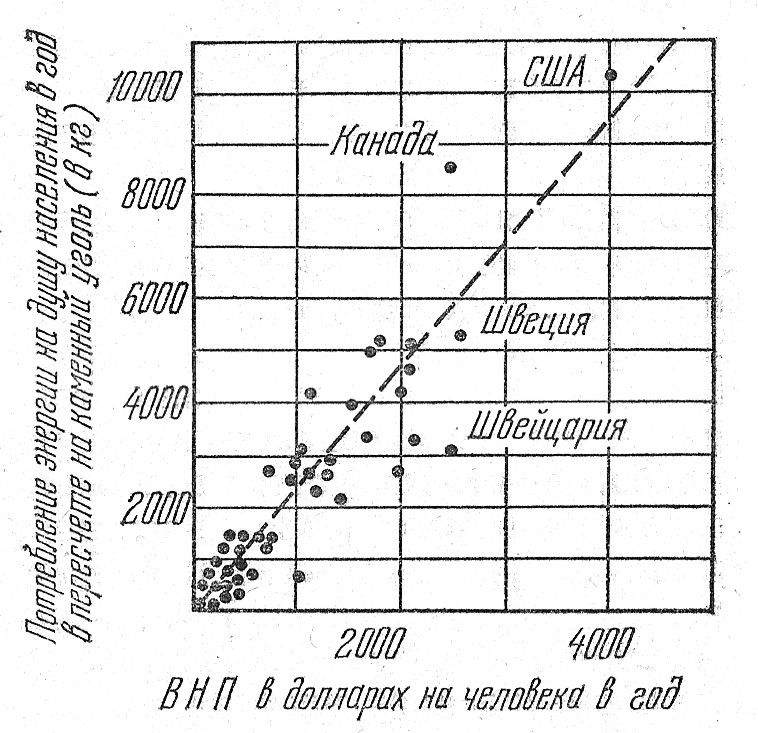 Потребление энергии на душу населения в год
в пересчете на каменный уголь (в кг)
10000
8000
6000
4000
2000
США
Канада
Швеция
Швейцария
2000
4000
ВНП в долларах на человека в год